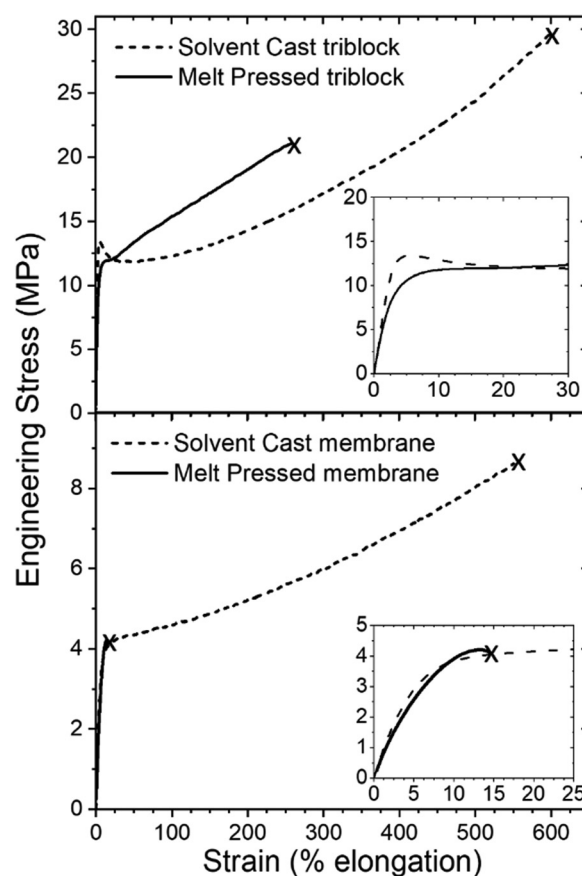 Engineering Stress (MPa)
30
25
20
15
10
5
0
Solvent Cast triblock
Melt Pressed triblock
X
X
20
15
10
5
0
0 10 20 30
8
6
4
2
0
Solvent Cast membrane
Melt Pressed membrane
X
X
5
4
3
2
1
0
X
0 5 10 15 20 25
0 100 200 300 400 500 600
Strain (% elongation)